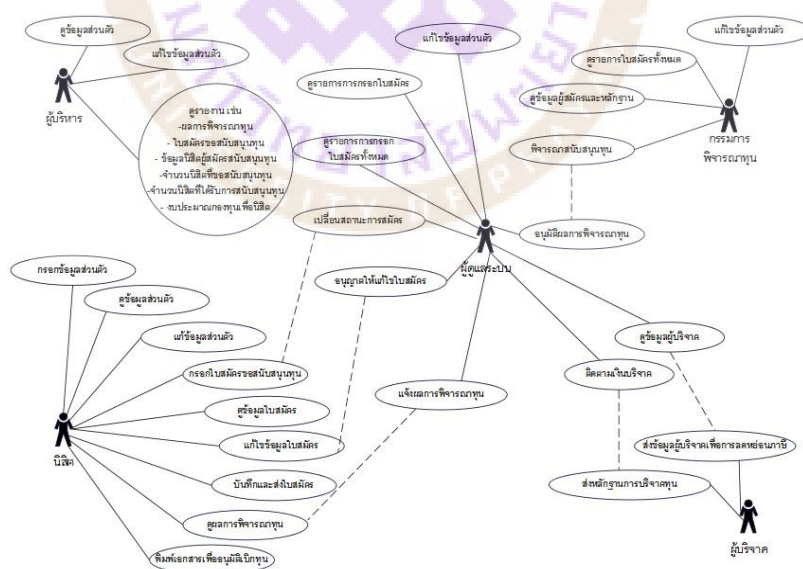 ดูข้อมูลส่วนตัว
แก้ไขข้อมูลส่วนตัว
ผู้บริหาร
ดูรายงาน เช่น
-ผลการพิจารณาทุน
- ใบสมัครขอสนับสนุนทุน
- ข้อมูลนิสิตผู้สมัครสนับสนุนทุน
-จำนวนนิสิตที่ขอสนับสนุนทุน
-จำนวนนิสิตที่ได้รับการสนับสนุนทุน
- งบประมาณกองทุนเพื่อนิสิต
แก้ไขข้อมูลส่วนตัว
ดูรายการการกรอกใบสมัคร
ดูรายการการกรอก
ใบสมัครทั้งหมด
เปลี่ยนสถานะการสมัคร
อนุญาตให้แก้ไขใบสมัคร
ผู้ดูแลระบบ
แจ้งผลการพิจารณาทุน
แก้ไขข้อมูลส่วนตัว
ดูรายการใบสมัครทั้งหมด
ดูข้อมูลผู้สมัครและหลักฐาน
พิจารณาสนับสนุนทุน
กรรมการ
พิจารณาทุน
อนุมัติผลการพิจารณาทุน
กรอกข้อมูลส่วนตัว
ดูข้อมูลส่วนตัว
แก้ข้อมูลส่วนตัว
กรอกใบสมัครขอสนับสนุนทุน
ดูข้อมูลใบสมัคร
แก้ไขข้อมูลใบสมัคร
นิสิต
บันทึกและส่งใบสมัคร
ดูผลการพิจารณาทุน
พิมพ์เอกสารเพื่ออนุมัติเบิกทุน
ดูข้อมูลผู้บริจาค
ติดตามเงินบริจาค
ส่งข้อมูลผู้บริจาคเพื่อการลดหย่อนภาษี
ส่งหลักฐานการบริจาคทุน
ผู้บริจาค